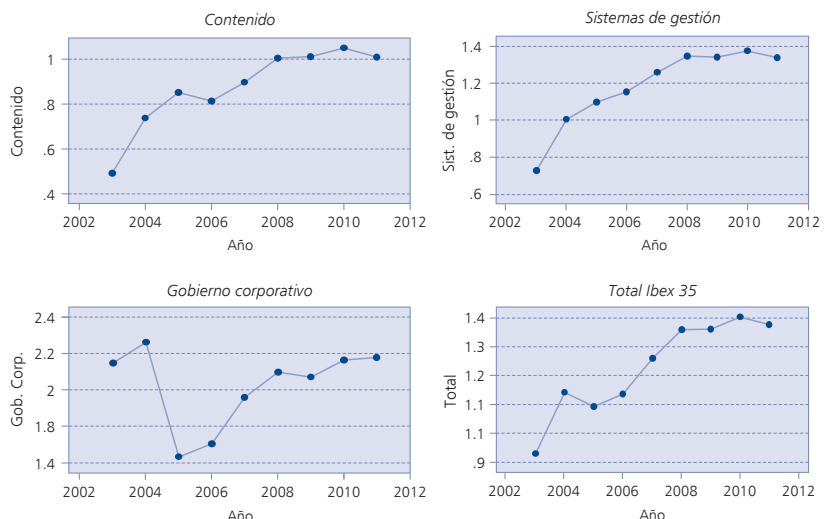 Contenido
Contenido
1
.8
.6
.4
2002 2004 2006 2008 2010 2012
Año
Sistemas de gestión
Sist. de gestión
1.4
1.2
1
.8
.6
2002 2004 2006 2008 2010 2012
Año
Gobierno corporativo
Gob. Corp.
2.4
2.2
2
1.8
1.4
2002 2004 2006 2008 2010 2012
Año
Total Ibex 35
Total
1.4
1.3
1.2
1.1
1.1
.9
2002 2004 2006 2008 2010 2012
Año